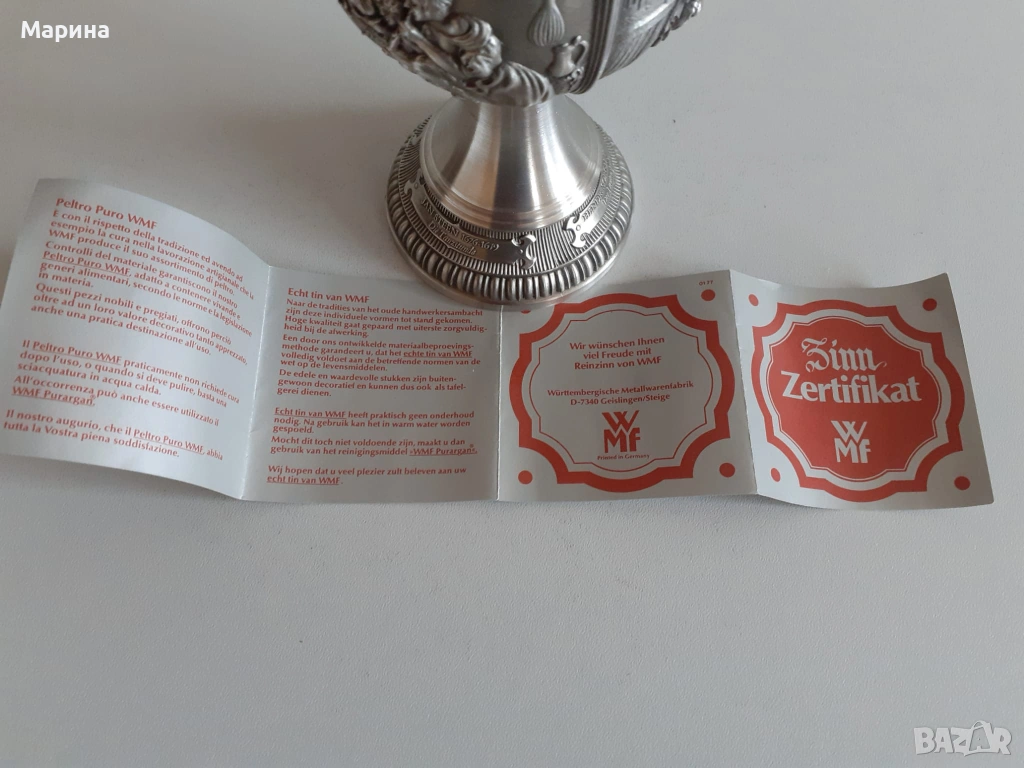 Марина
Peltro Puro WMF
È con il rispetto della tradizione ed avendo ad
esempio la cura nella lavorazione artigianale che la
WMF produce il suo assortimento di peltro.
Controlli del materiale garantiscono il nostro
Peltro Puro WMF, adatto a contenere vivande e
generi alimentari, secondo le norme e la legislazione
in materia.
Questi pezzi nobili e pregiati, offrono perciò
oltre ad un loro valore decorativo tanto apprezzato,
anche una pratica destinazione all'uso.
Il Peltro Puro WMF praticamente non richiede cura
dopo l'uso, o quando si deve pulire, basta una
sciacquatura in acqua calda.
All'occorrenza può anche essere utilizzato il
WMF Purargan®.
Il nostro augurio, che il Peltro Puro WMF, abbia
tutta la Vostra piena soddisfazione.
Echt tin van WMF
Naar de tradities van het oude handwerkersambacht
zijn deze individuele vormen tot stand gekomen.
Hoge kwaliteit gaat gepaard met uiterste zorgvuldig-
heid bij de afwerking.
Een door ons ontwikkelde materiaalbeproevings-
methode garandeert u, dat het echte tin van WMF
volledig voldoet aan de betreffende normen van de
wet op de levensmiddelen.
De edele en waardevolle stukken zijn buiten-
gewoon decoratief en kunnen dus ook als tafel-
gerei dienen.
Echt tin van WMF heeft praktisch geen onderhoud
nodig. Na gebruik kan het in warm water worden
gespoeld.
Mocht dit toch niet voldoende zijn, maakt u dan
gebruik van het reinigingsmiddel »WMF Purargan®«.
Wij hopen dat u veel plezier zult beleven aan uw
echt tin van WMF.
Wir wünschen Ihnen
viel Freude mit
Reinzinn von WMF
Württembergische Metallwarenfabrik
D-7340 Geislingen/Steige
WMF
Printed in Germany
Zinn
Zertifikat
WMF
BAZAR